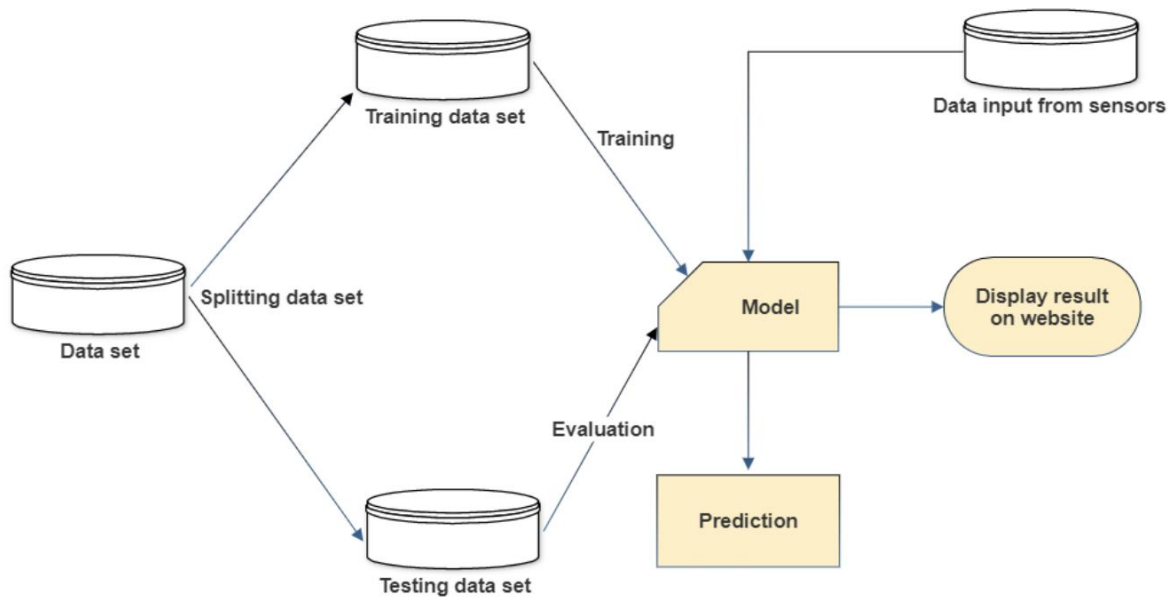 Training data set
Data input from sensors
Training
Splitting data set
Data set
Model
Display result
on website
Evaluation
Prediction
Testing data set